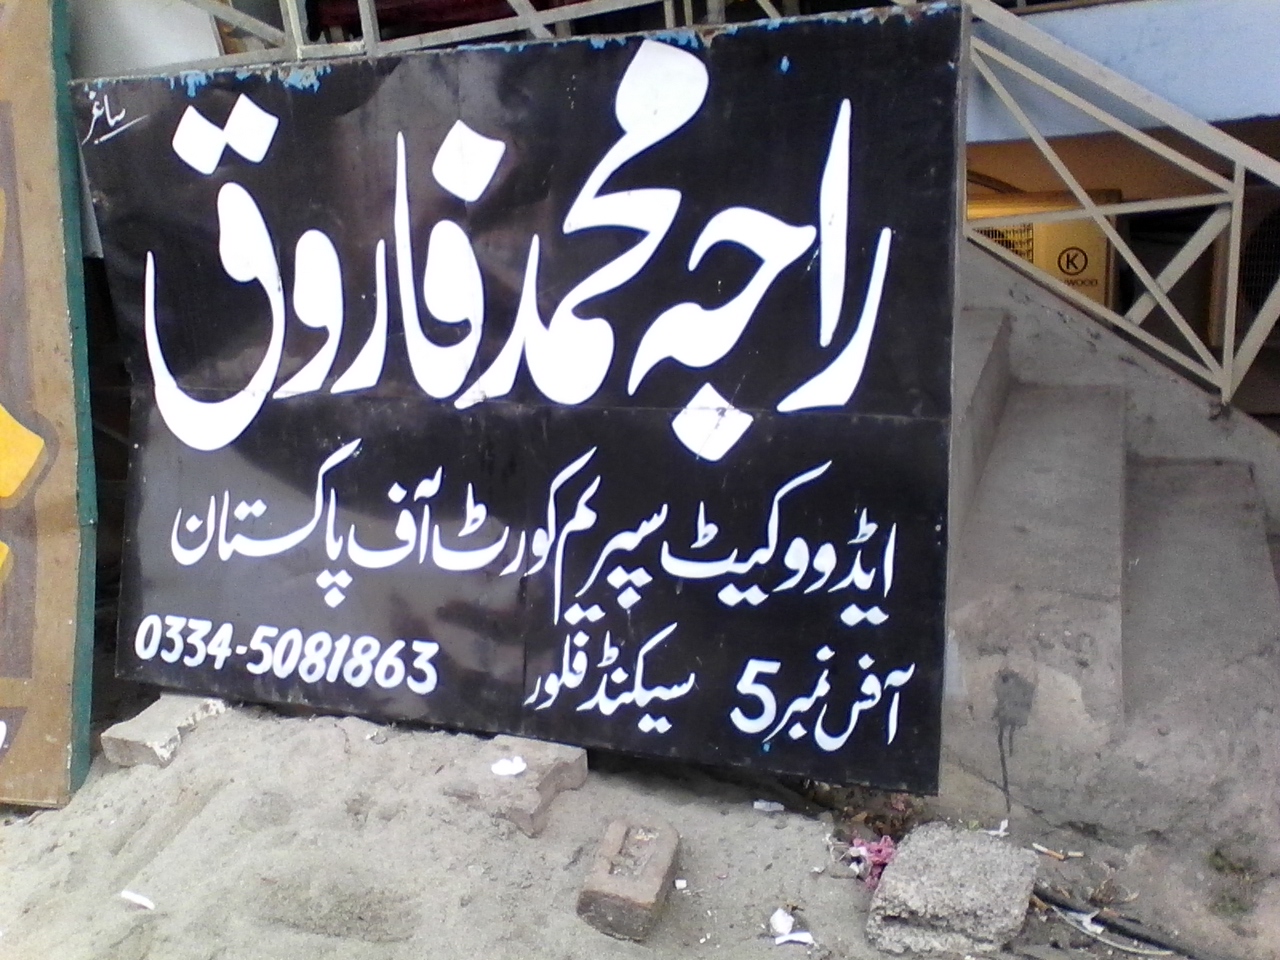 ساغر
راجہ محمد فاروق
ایڈووکیٹ سپریم کورٹ آف پاکستان
آفس نمبر 5 سیکنڈ فلور
0334-5081863
K